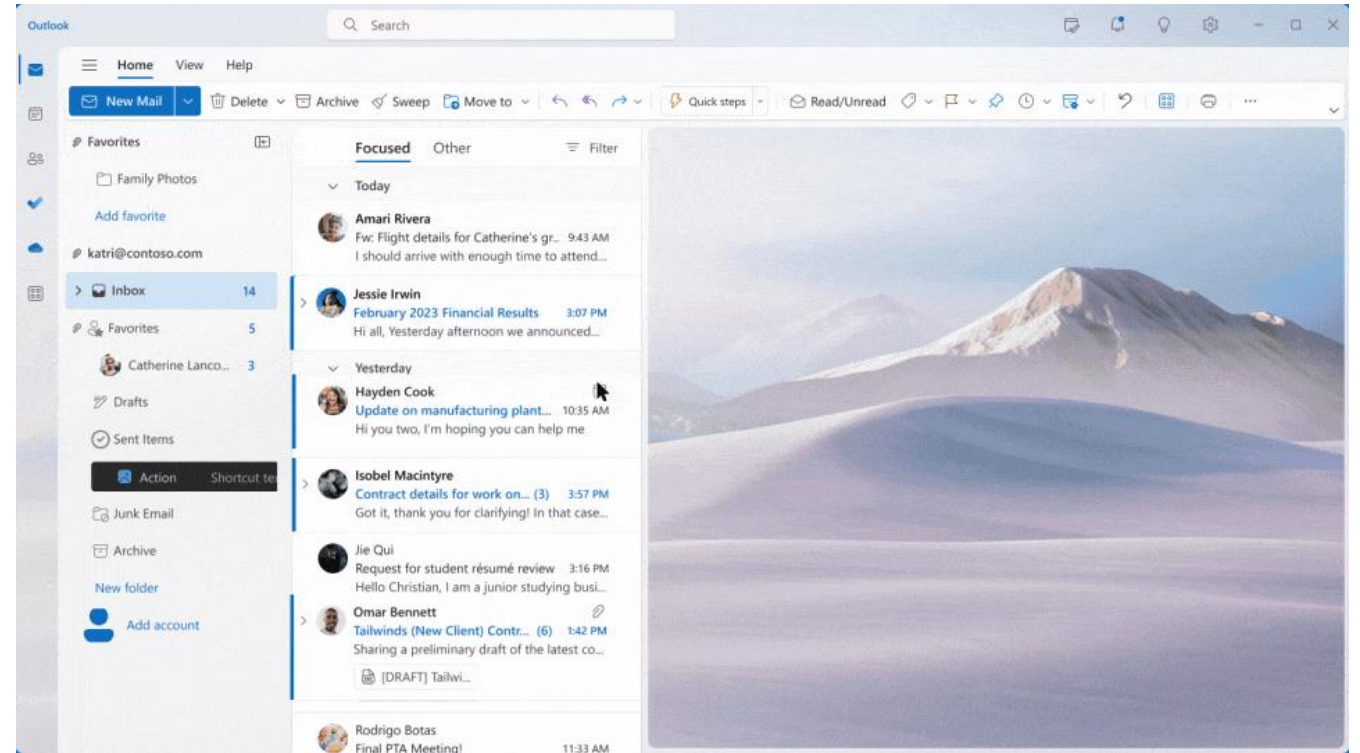 Outlook
Search
Home View Help
New Mail Delete Archive Sweep Move to Quick steps Read/Unread
Favorites
Family Photos
Add favorite
katri@contoso.com
Inbox 14
Favorites 5
Catherine Lanco... 3
Drafts
Sent Items
Action Shortcut te
Junk Email
Archive
New folder
Add account
Focused Other Filter
Today
Amari Rivera
Fw: Flight details for Catherine's gr... 9:43 AM
I should arrive with enough time to attend...
Jessie Irwin
February 2023 Financial Results 3:07 PM
Hi all, Yesterday afternoon we announced...
Yesterday
Hayden Cook
Update on manufacturing plant... 10:35 AM
Hi you two, I'm hoping you can help me
Isobel Macintyre
Contract details for work on... (3) 3:57 PM
Got it, thank you for clarifying! In that case...
Jie Qui
Request for student résumé review 3:16 PM
Hello Christian, I am a junior studying busi...
Omar Bennett
Tailwinds (New Client) Contr... (6) 1:42 PM
Sharing a preliminary draft of the latest co...
[DRAFT] Tailwi...
Rodrigo Botas
Final PTA Meeting! 11:33 AM